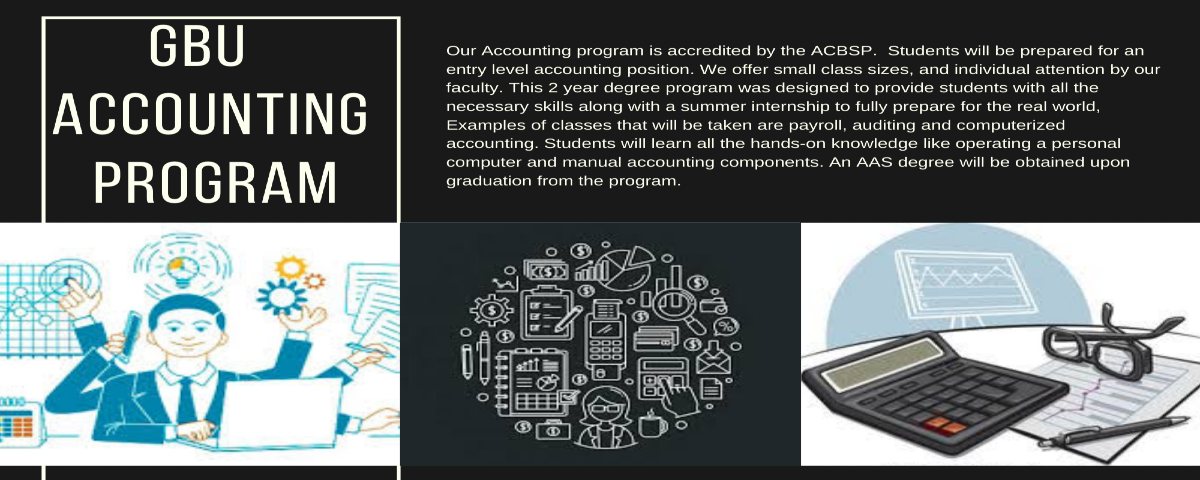 GBU
ACCOUNTING
PROGRAM
Our Accounting program is accredited by the ACBSP.  Students will be prepared for an
entry level accounting position. We offer small class sizes, and individual attention by our
faculty. This 2 year degree program was designed to provide students with all the
necessary skills along with a summer internship to fully prepare for the real world,
Examples of classes that will be taken are payroll, auditing and computerized
accounting. Students will learn all the hands-on knowledge like operating a personal
computer and manual accounting components. An AAS degree will be obtained upon
graduation from the program.